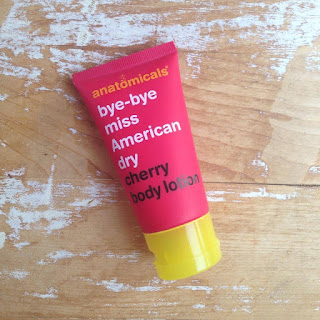 anatomicals
bye-bye
miss
American
dry
cherry
body lotion